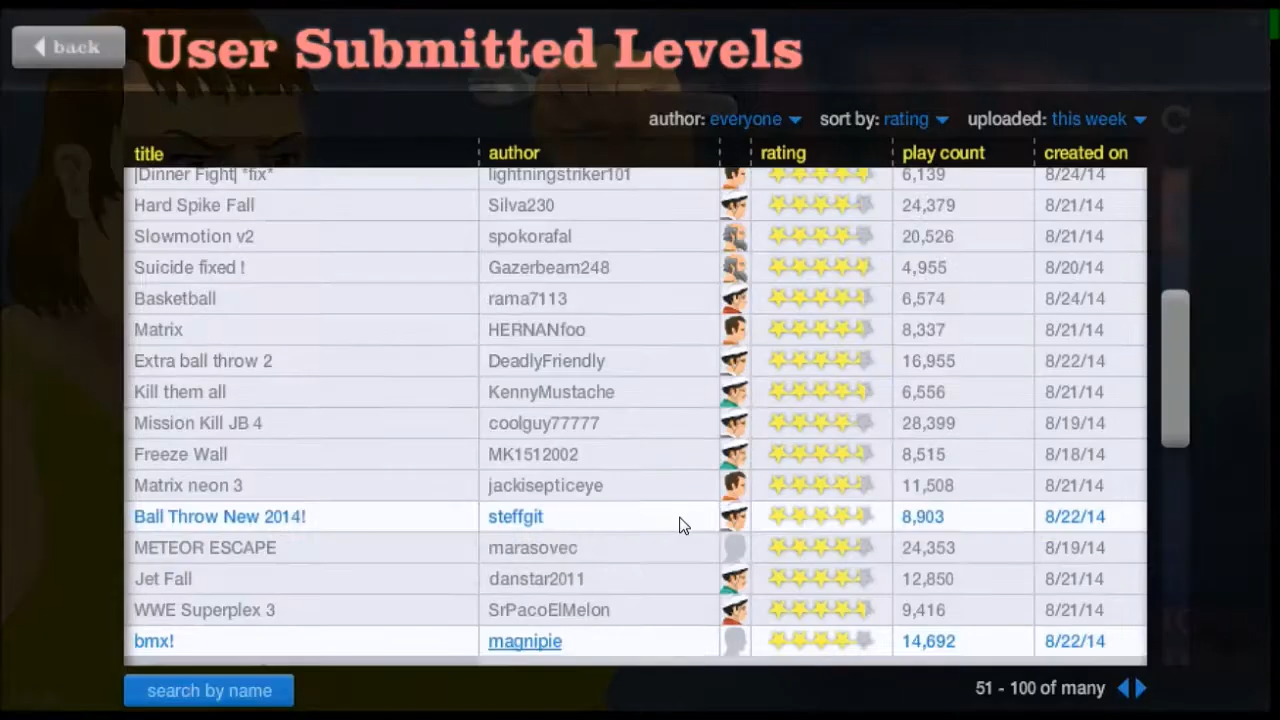 back
User Submitted Levels
author: everyone sort by: rating uploaded: this week
title author rating play count created on
|Dinner Fight| *fix* lightningstriker101 6,139 8/24/14
Hard Spike Fall Silva230 24,379 8/21/14
Slowmotion v2 spokorafal 20,526 8/21/14
Suicide fixed ! Gazerbeam248 4,955 8/20/14
Basketball rama7113 6,574 8/24/14
Matrix HERNANfoo 8,337 8/21/14
Extra ball throw 2 DeadlyFriendly 16,955 8/22/14
Kill them all KennyMustache 6,556 8/21/14
Mission Kill JB 4 coolguy77777 28,399 8/19/14
Freeze Wall MK1512002 8,515 8/18/14
Matrix neon 3 jackisepticeye 11,508 8/21/14
Ball Throw New 2014! steffgit 8,903 8/22/14
METEOR ESCAPE marasovec 24,353 8/19/14
Jet Fall danstar2011 12,850 8/21/14
WWE Superplex 3 SrPacoElMelon 9,416 8/21/14
bmx! magnipie 14,692 8/22/14
search by name 51 - 100 of many